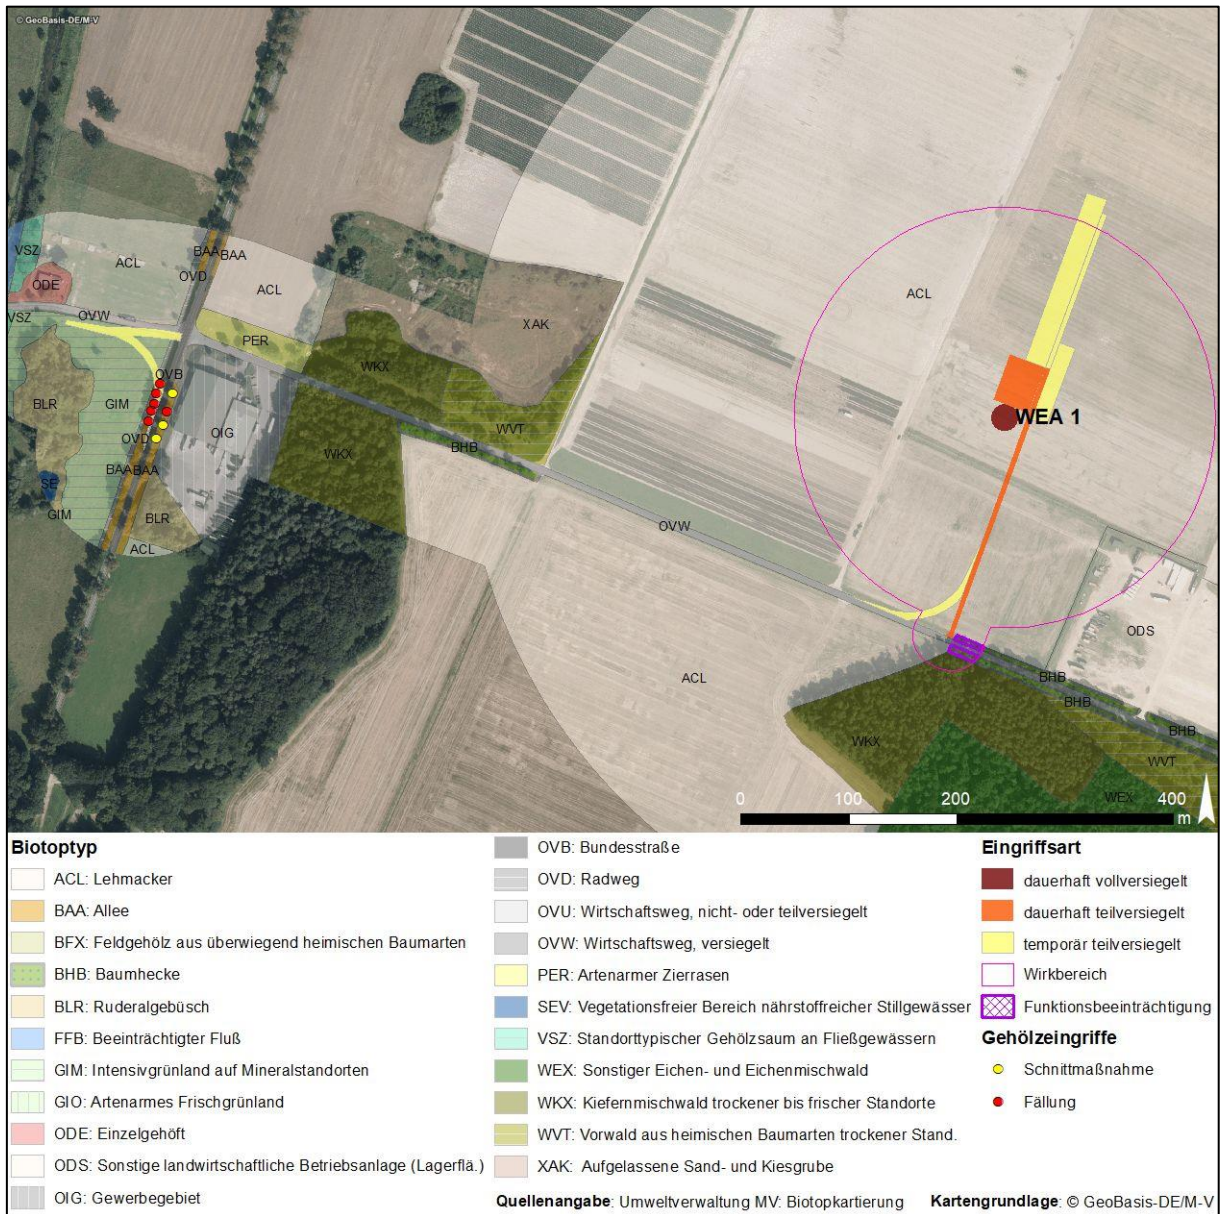 © GeoBasis-DE/M-V
VSZ
ODE
ACL
BAA
BAA
OVD
ACL
VSZ
OVW
PER
XAK
ACL
WKX
OVB
BLR
GIM
OIG
WVT
OVD
WKX
BHB
WEA 1
BAA
BAA
SE
GIM
BLR
ACL
OVW
ACL
ODS
BHB
BHB
BHB
WKX
WVT
WEX
0 100 200 400
m
Biotoptyp
ACL: Lehmacker
BAA: Allee
BFX: Feldgehölz aus überwiegend heimischen Baumarten
BHB: Baumhecke
BLR: Ruderalgebüsch
FFB: Beeinträchtigter Fluß
GIM: Intensivgrünland auf Mineralstandorten
GIO: Artenarmes Frischgrünland
ODE: Einzelgehöft
ODS: Sonstige landwirtschaftliche Betriebsanlage (Lagerflä.)
OIG: Gewerbegebiet
OVB: Bundesstraße
OVD: Radweg
OVU: Wirtschaftsweg, nicht- oder teilversiegelt
OVW: Wirtschaftsweg, versiegelt
PER: Artenarmer Zierrasen
SEV: Vegetationsfreier Bereich nährstoffreicher Stillgewässer
VSZ: Standorttypischer Gehölzsaum an Fließgewässern
WEX: Sonstiger Eichen- und Eichenmischwald
WKX: Kiefernmischwald trockener bis frischer Standorte
WVT: Vorwald aus heimischen Baumarten trockener Stand.
XAK: Aufgelassene Sand- und Kiesgrube
Eingriffsart
dauerhaft vollversiegelt
dauerhaft teilversiegelt
temporär teilversiegelt
Wirkbereich
Funktionsbeeinträchtigung
Gehölzeingriffe
Schnittmaßnahme
Fällung
Quellenangabe: Umweltverwaltung MV: Biotopkartierung Kartengrundlage: © GeoBasis-DE/M-V